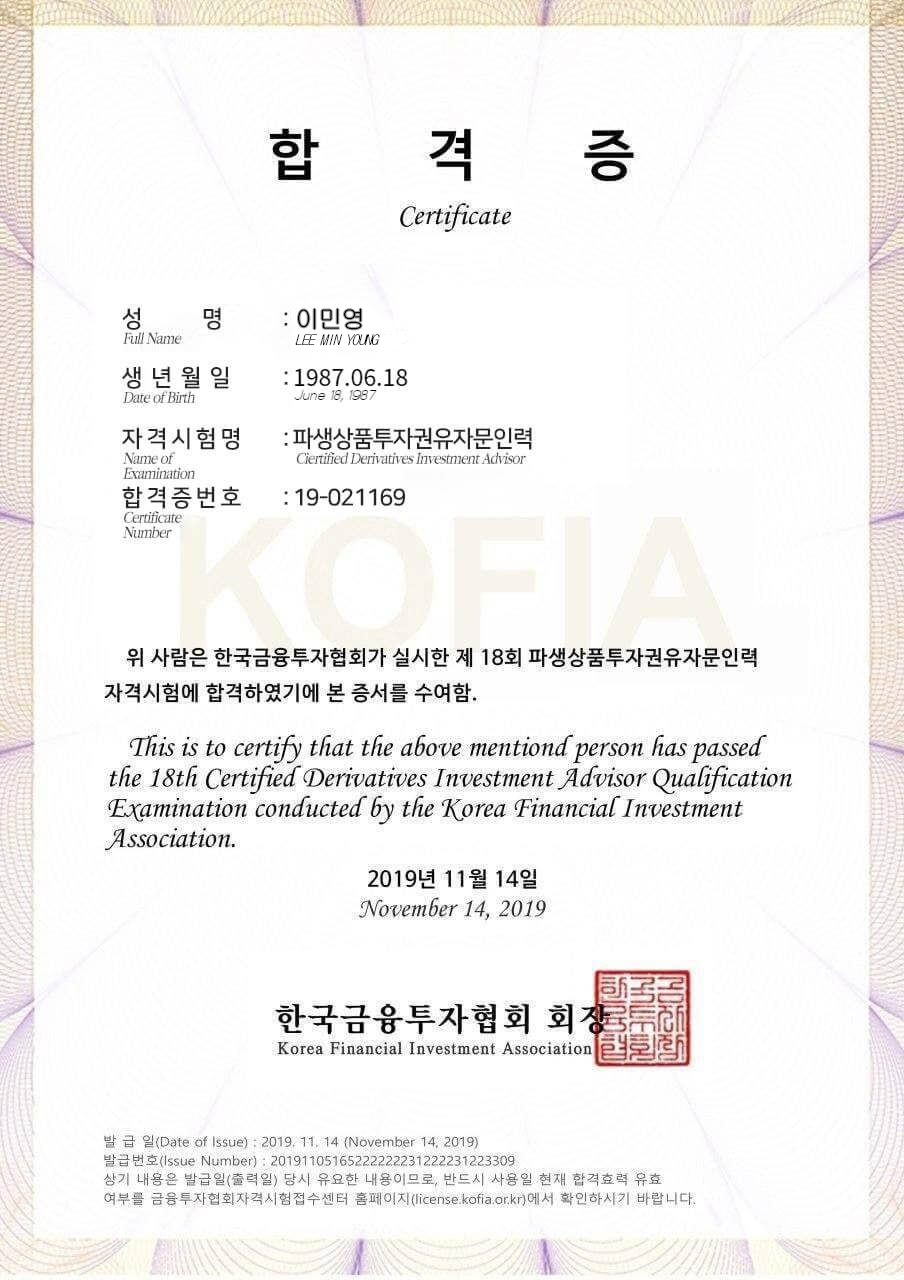 합격증
Certificate
성 명 : 이민영
Full Name LEE MIN YOUNG
생년월일 : 1987.06.18
Date of Birth June 18, 1987
자격시험명 : 파생상품투자권유자문인력
Name of Ciertified Derivatives Investment Advisor
Examination
합격증번호 : 19-021169
Certificate
Number
KOFIA
위 사람은 한국금융투자협회가 실시한 제 18회 파생상품투자권유자문인력
자격시험에 합격하였기에 본 증서를 수여함.
This is to certify that the above mentiond person has passed
the 18th Certified Derivatives Investment Advisor Qualification
Examination conducted by the Korea Financial Investment
Association.
2019년 11월 14일
November 14, 2019
한국금융투자협회 회장
Korea Financial Investment Association
발 급 일(Date of Issue) : 2019. 11. 14 (November 14, 2019)
발급번호(Issue Number) : 2019110516522222231222231223309
상기 내용은 발급일(출력일) 당시 유요한 내용이므로, 반드시 사용일 현재 합격효력 유효
여부를 금융투자협회자격시험접수센터 홈페이지(license.kofia.or.kr)에서 확인하시기 바랍니다.